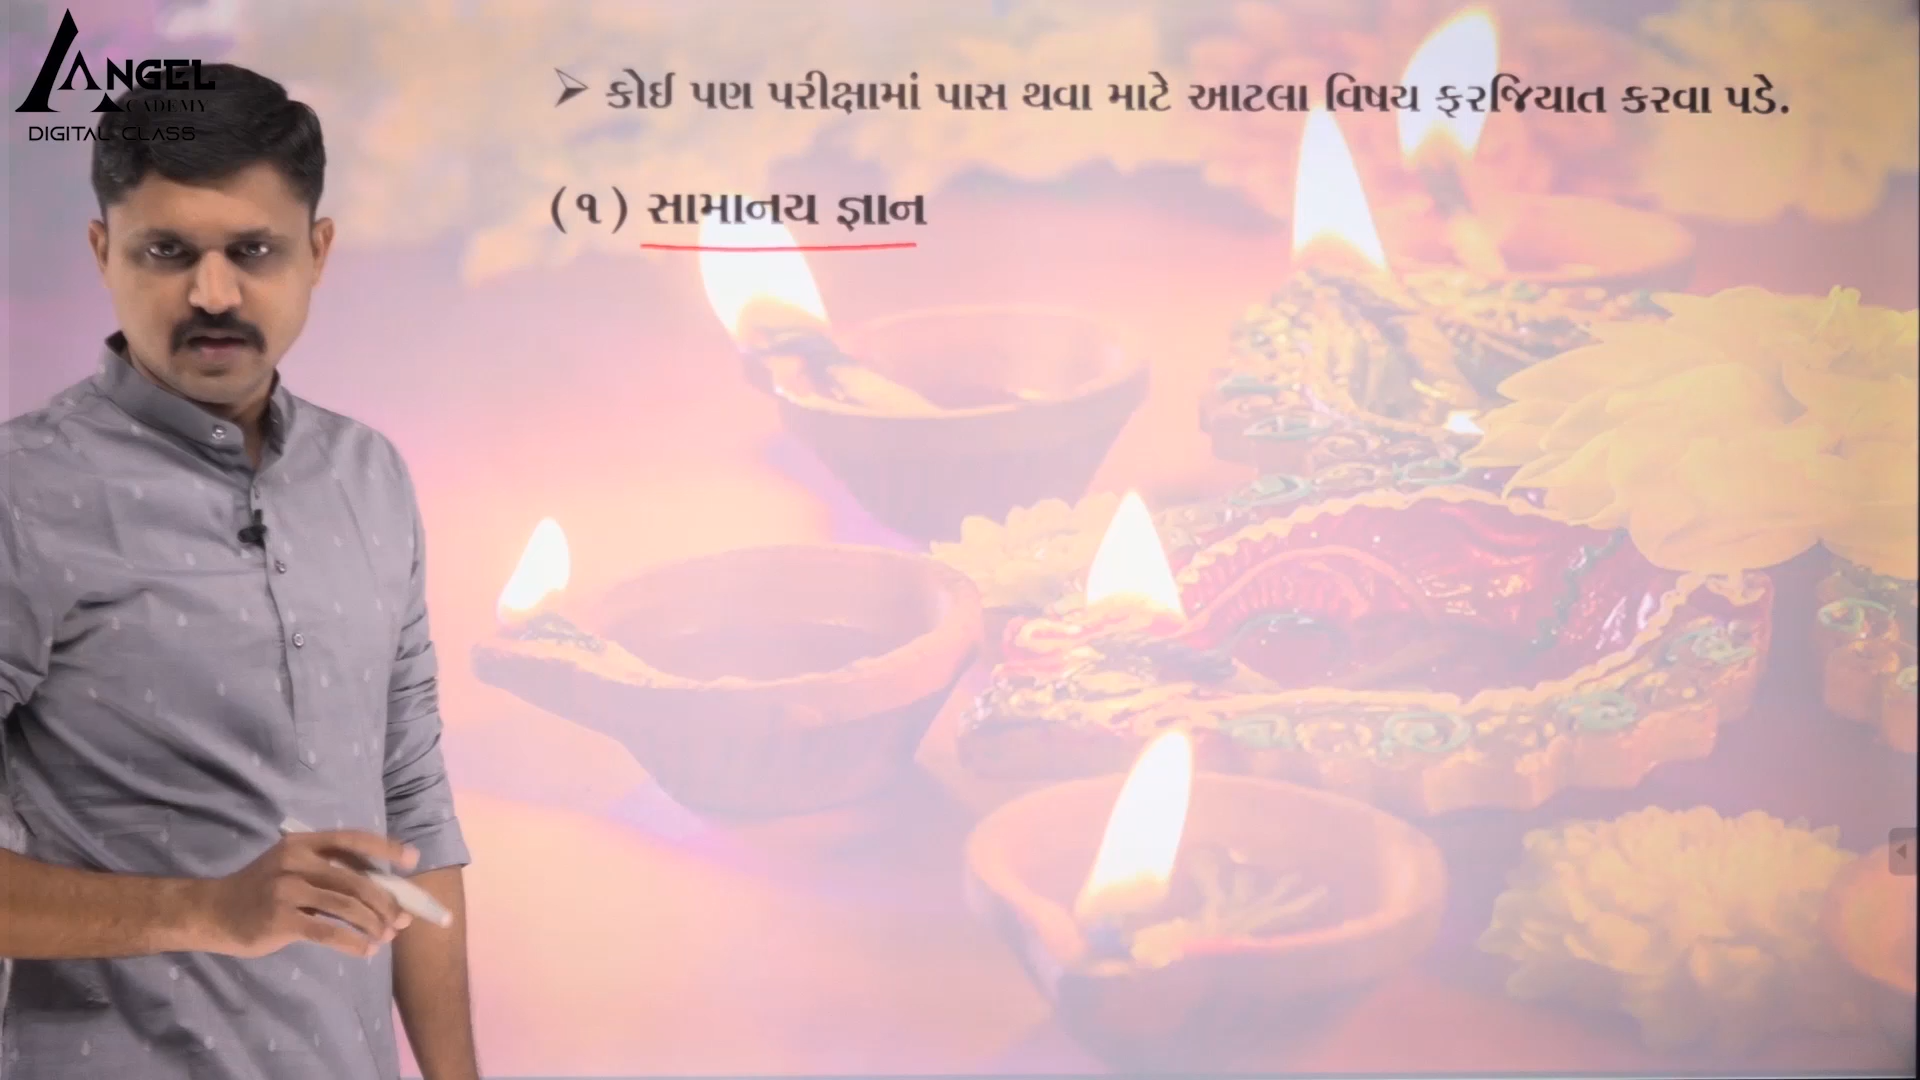 ANGEL
ACADEMY
DIGITAL CLASS
➢ કોઈ પણ પરીક્ષામાં પાસ થવા માટે આટલા વિષય ફરજિયાત કરવા પડે.
(૧) સામાનય જ્ઞાન